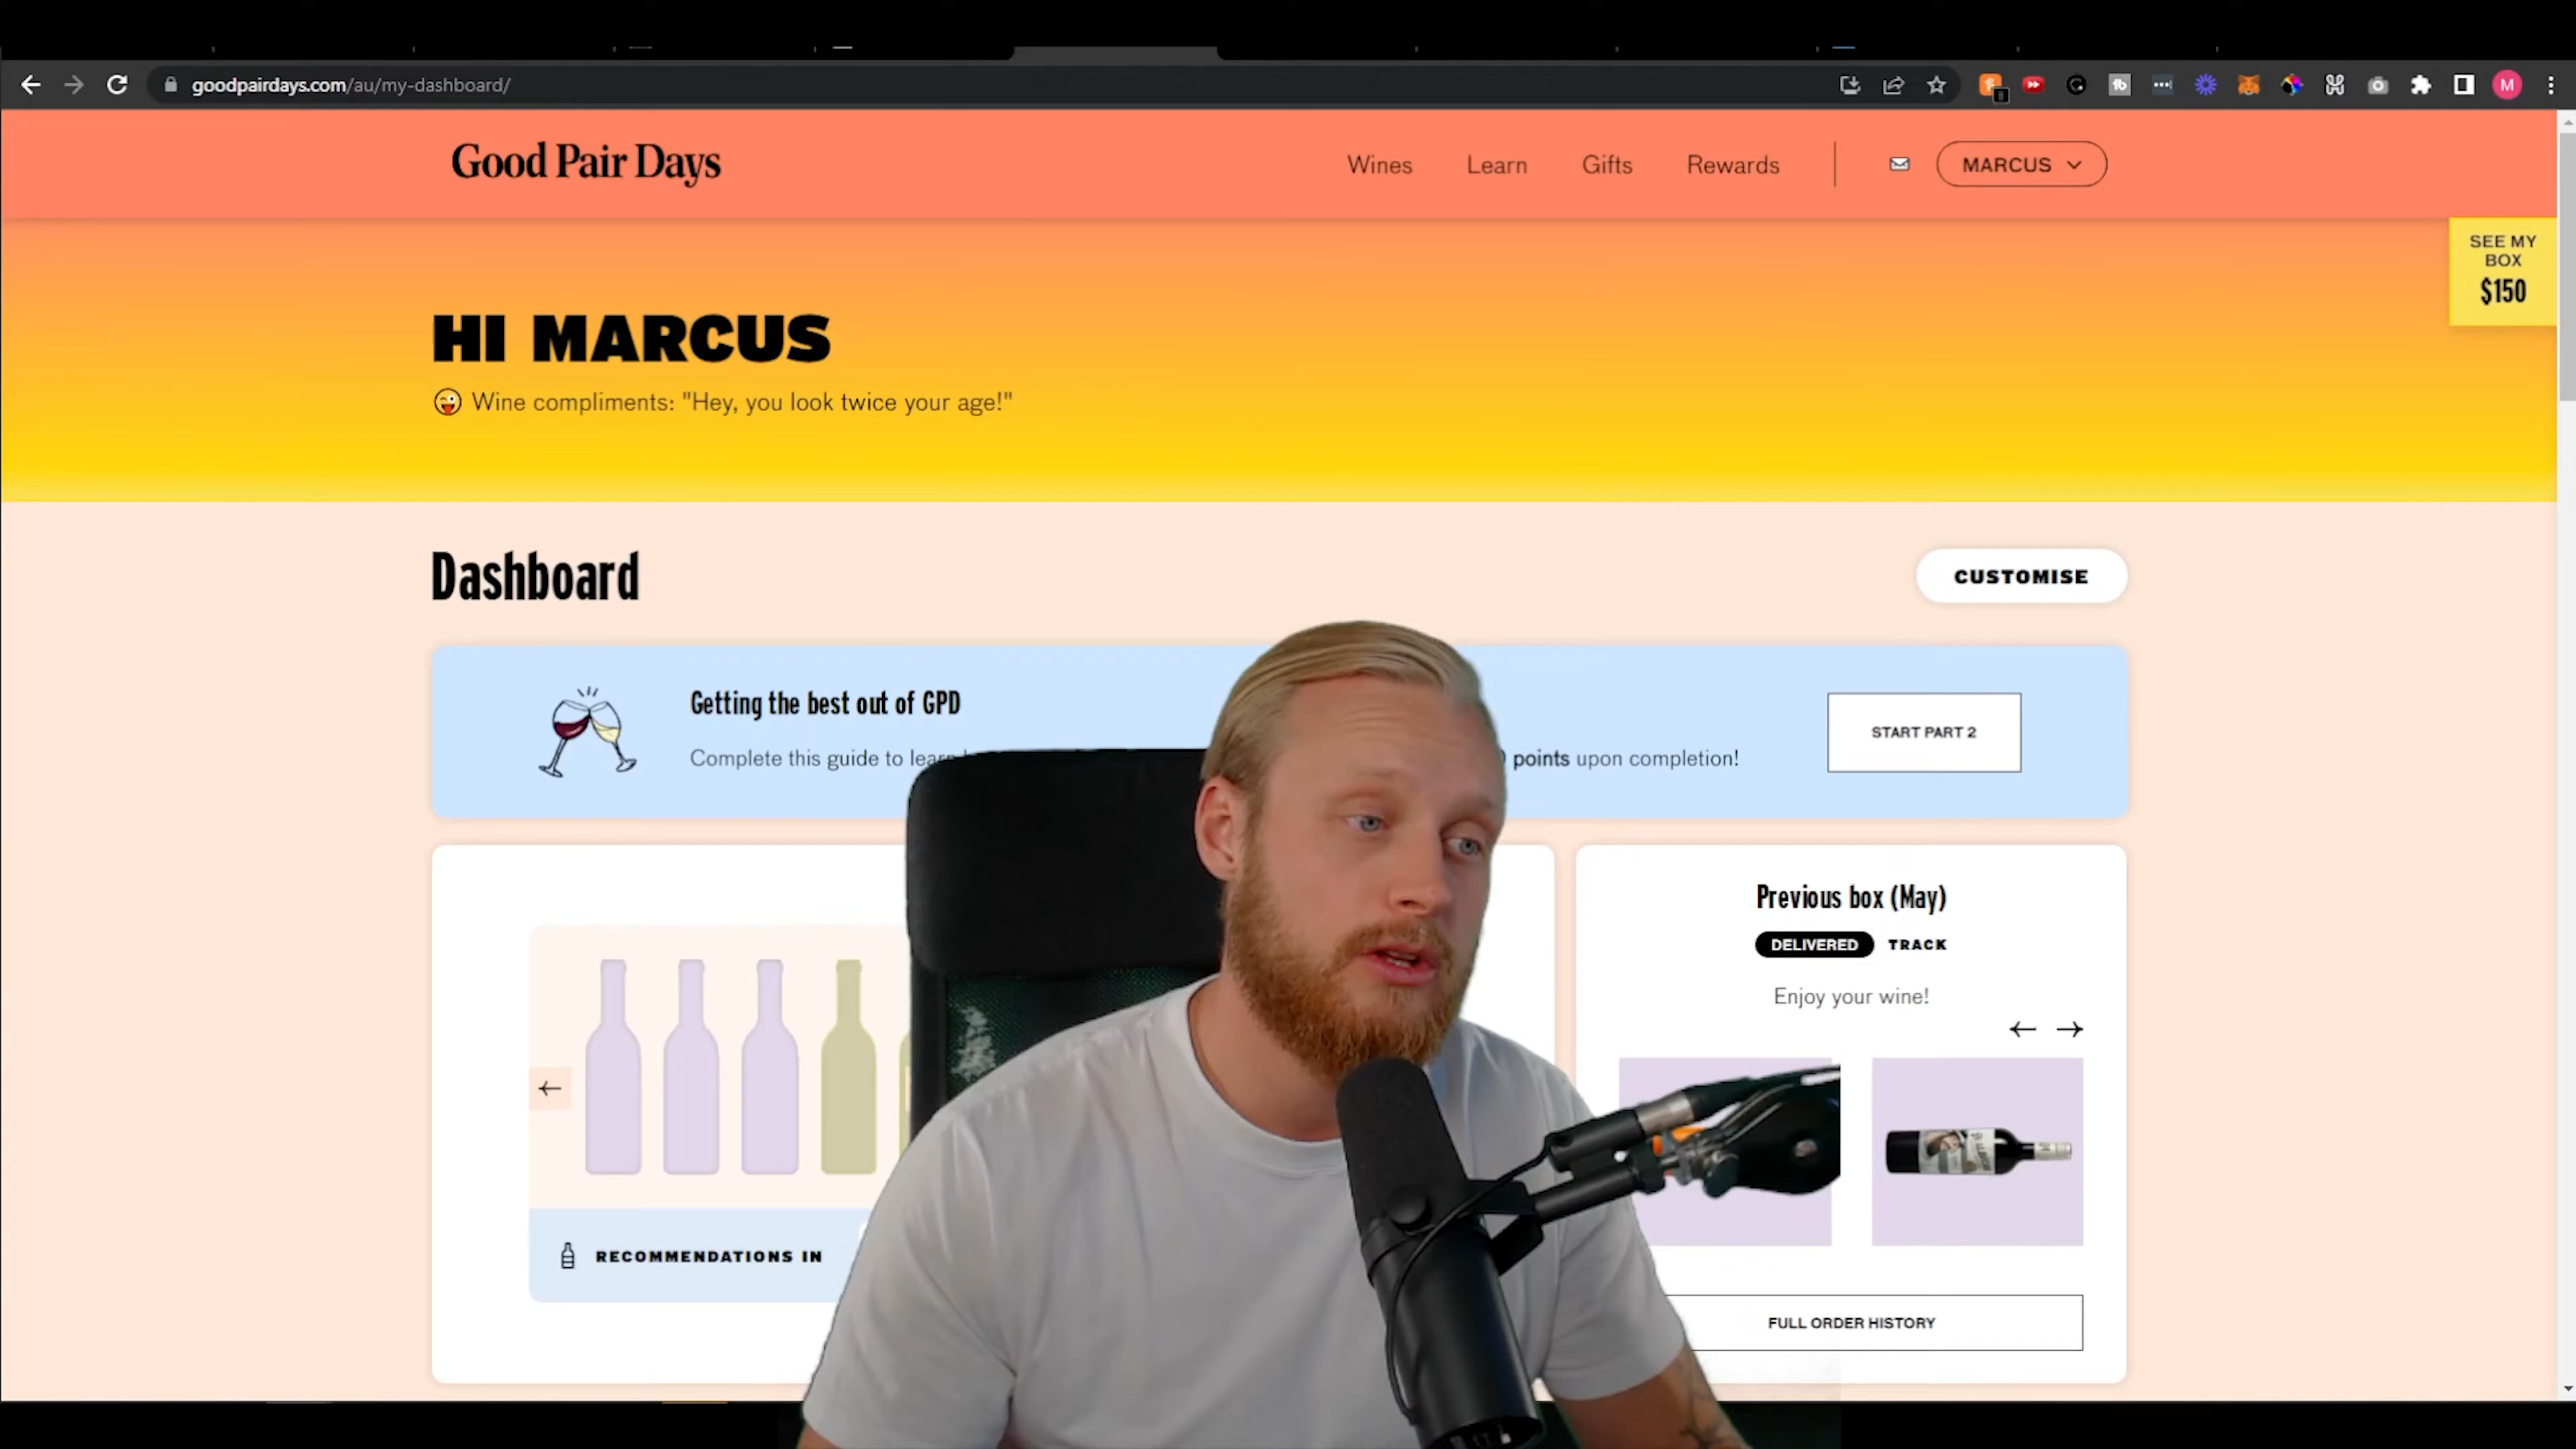 goodpairdays.com/au/my-dashboard/
M
Good Pair Days
Wines
Learn
Gifts
Rewards
MARCUS
SEE MY
BOX
$150
HI MARCUS
Wine compliments: "Hey, you look twice your age!"
Dashboard
CUSTOMISE
Getting the best out of GPD
Complete this guide to
points upon completion!
START PART 2
Previous box (May)
DELIVERED TRACK
Enjoy your wine!
RECOMMENDATIONS IN
FULL ORDER HISTORY